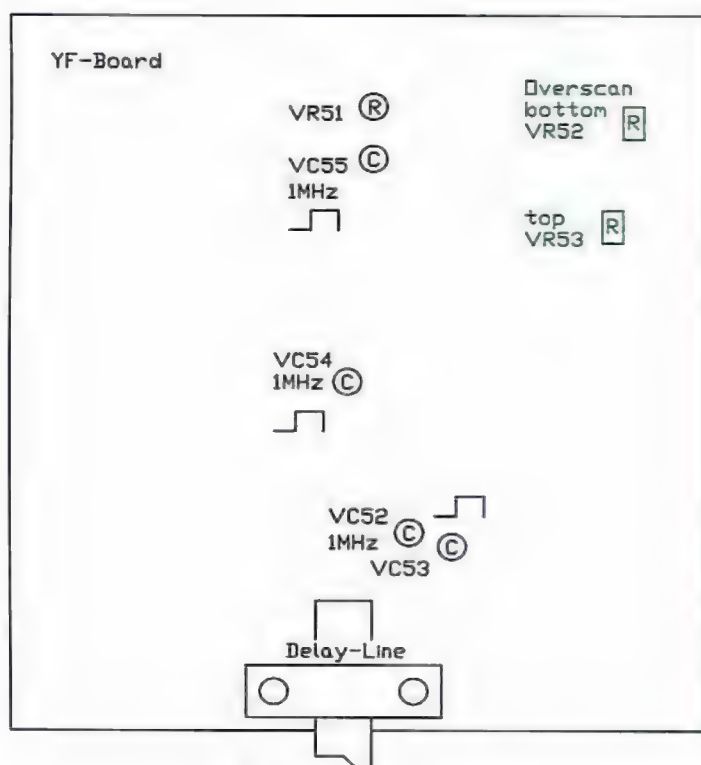 YF-Board
VR51 R
Overscan
bottom
VR52 R
VC55 C
1MHz
top
VR53 R
VC54
1MHz C
VC52
1MHz C C
VC53
Delay-Line